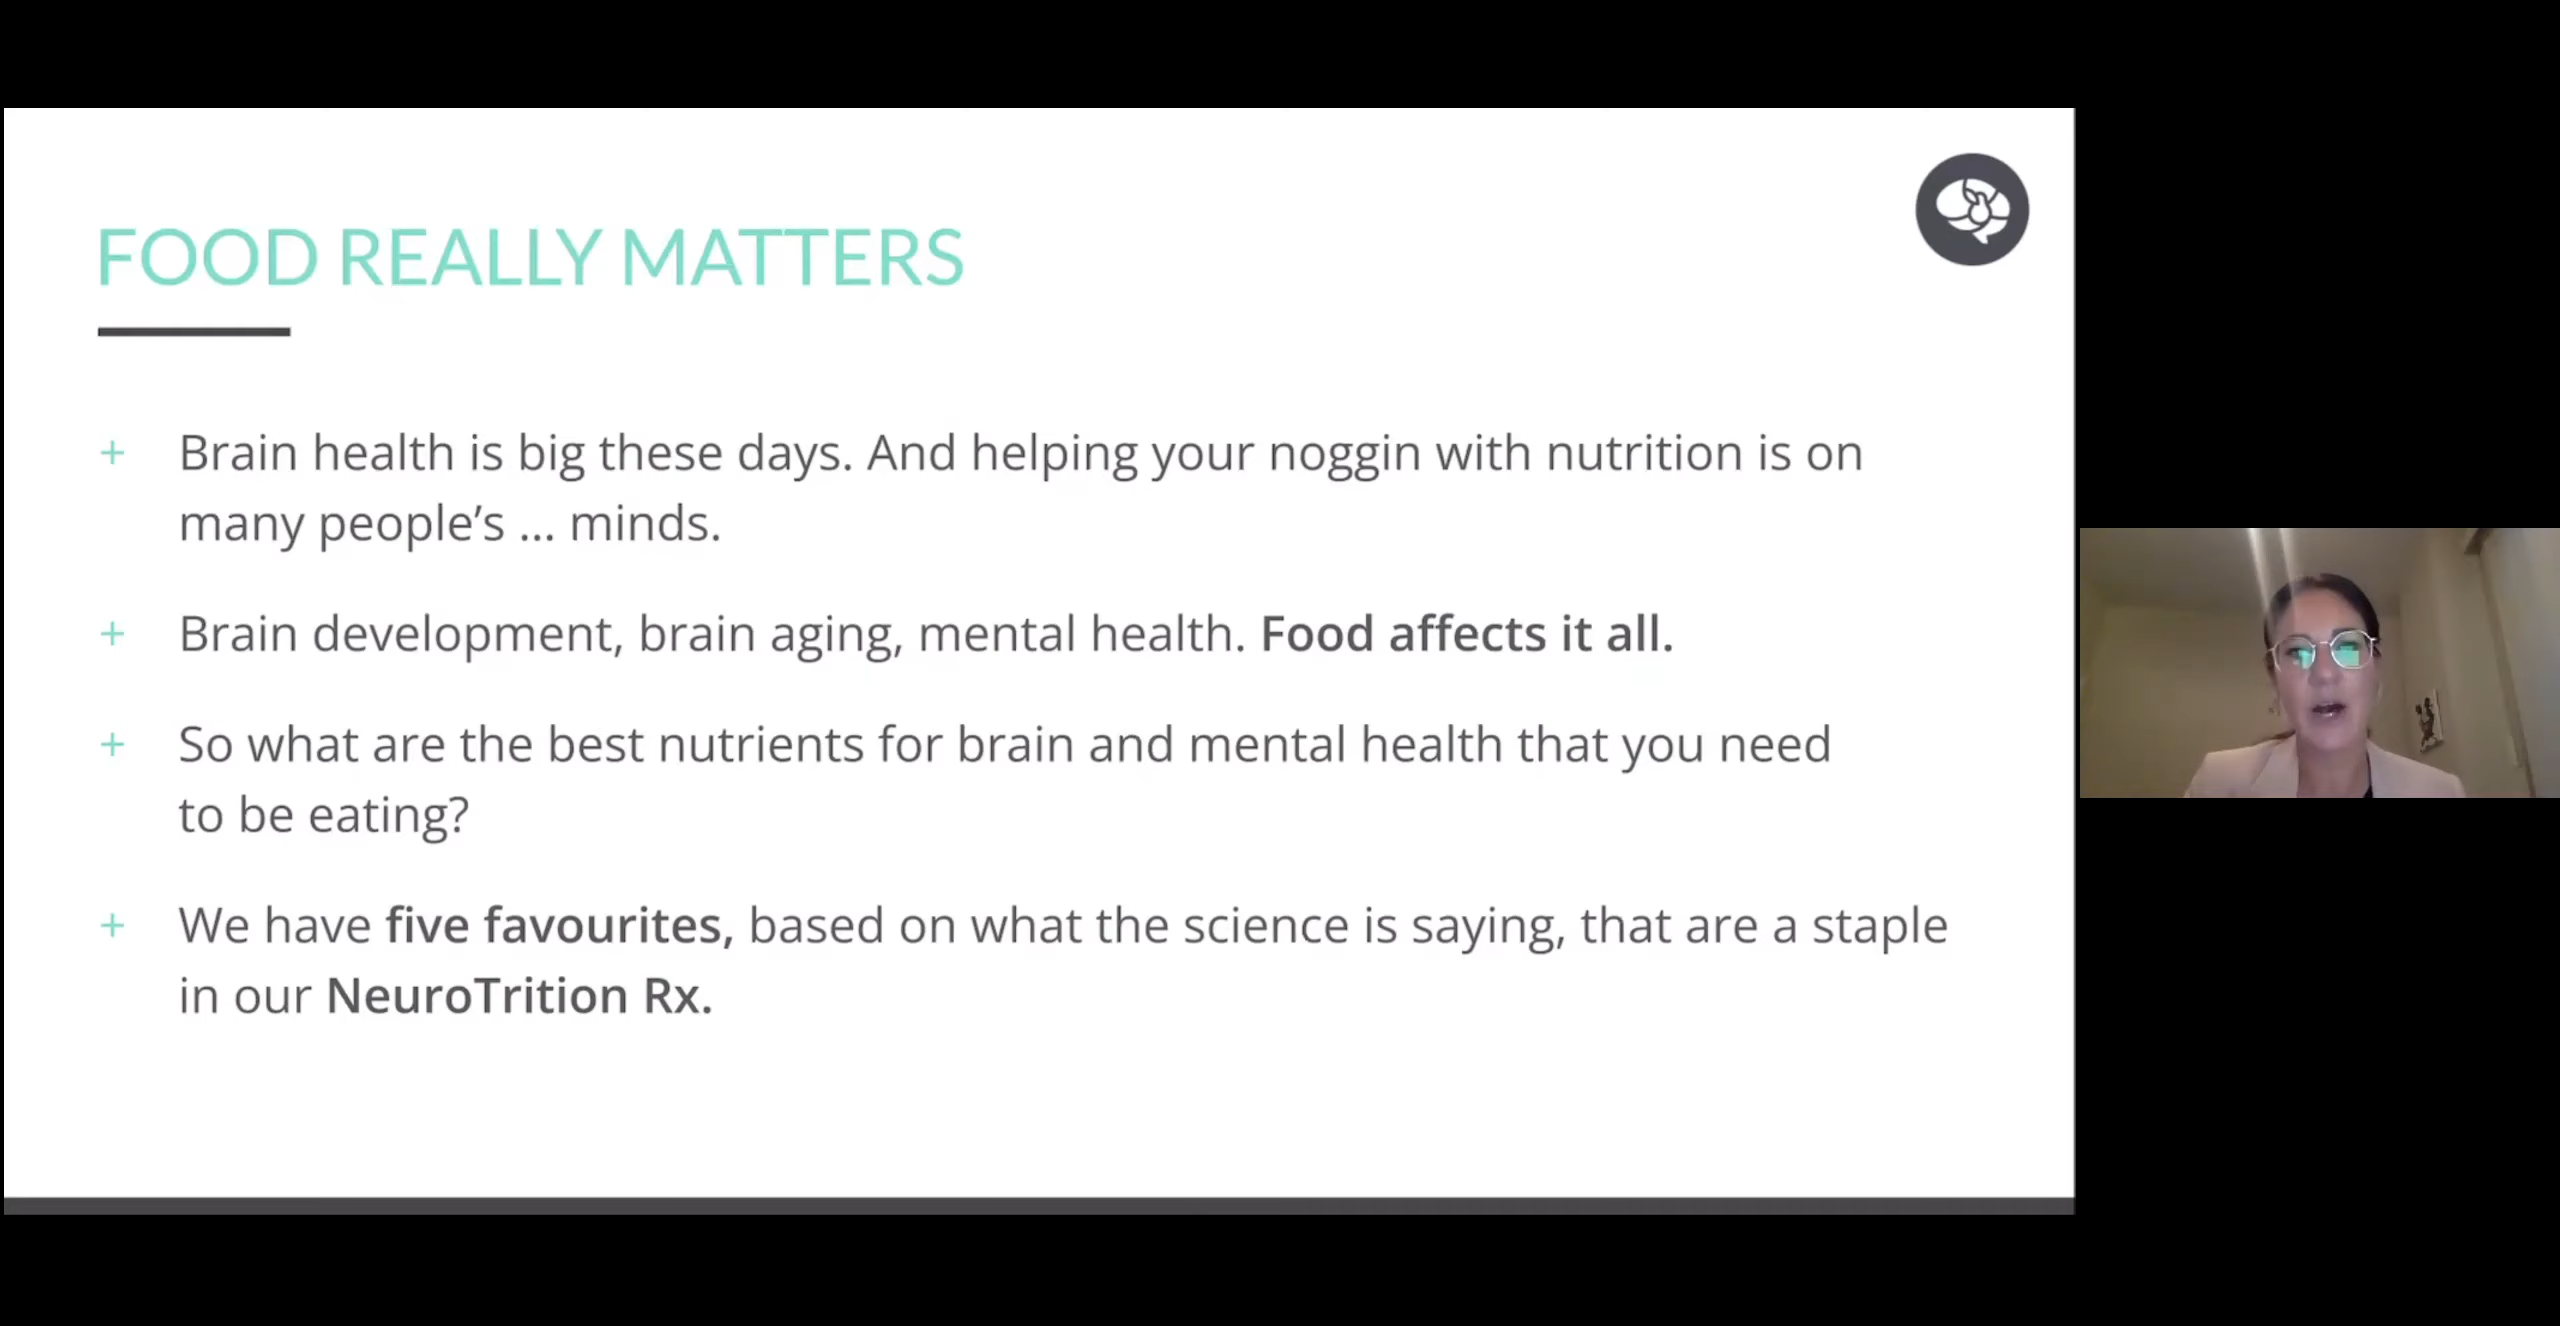 FOOD REALLY MATTERS
+ Brain health is big these days. And helping your noggin with nutrition is on
many people’s ... minds.
+ Brain development, brain aging, mental health. Food affects it all.
+ So what are the best nutrients for brain and mental health that you need
to be eating?
+ We have five favourites, based on what the science is saying, that are a staple
in our NeuroTrition Rx.